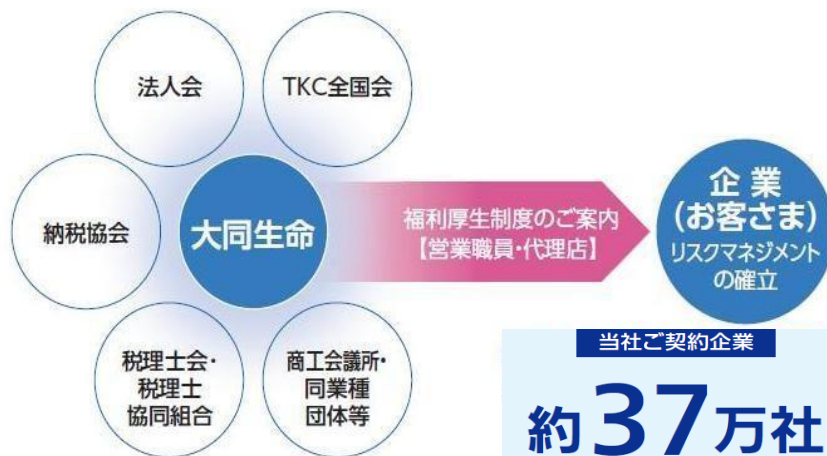 法人会
TKC全国会
納税協会
大同生命
税理士会・
税理士
協同組合
商工会議所・
同業種
団体等
福利厚生制度のご案内
【営業職員・代理店】
企業
(お客さま)
リスクマネジメント
の確立
当社ご契約企業
約37万社